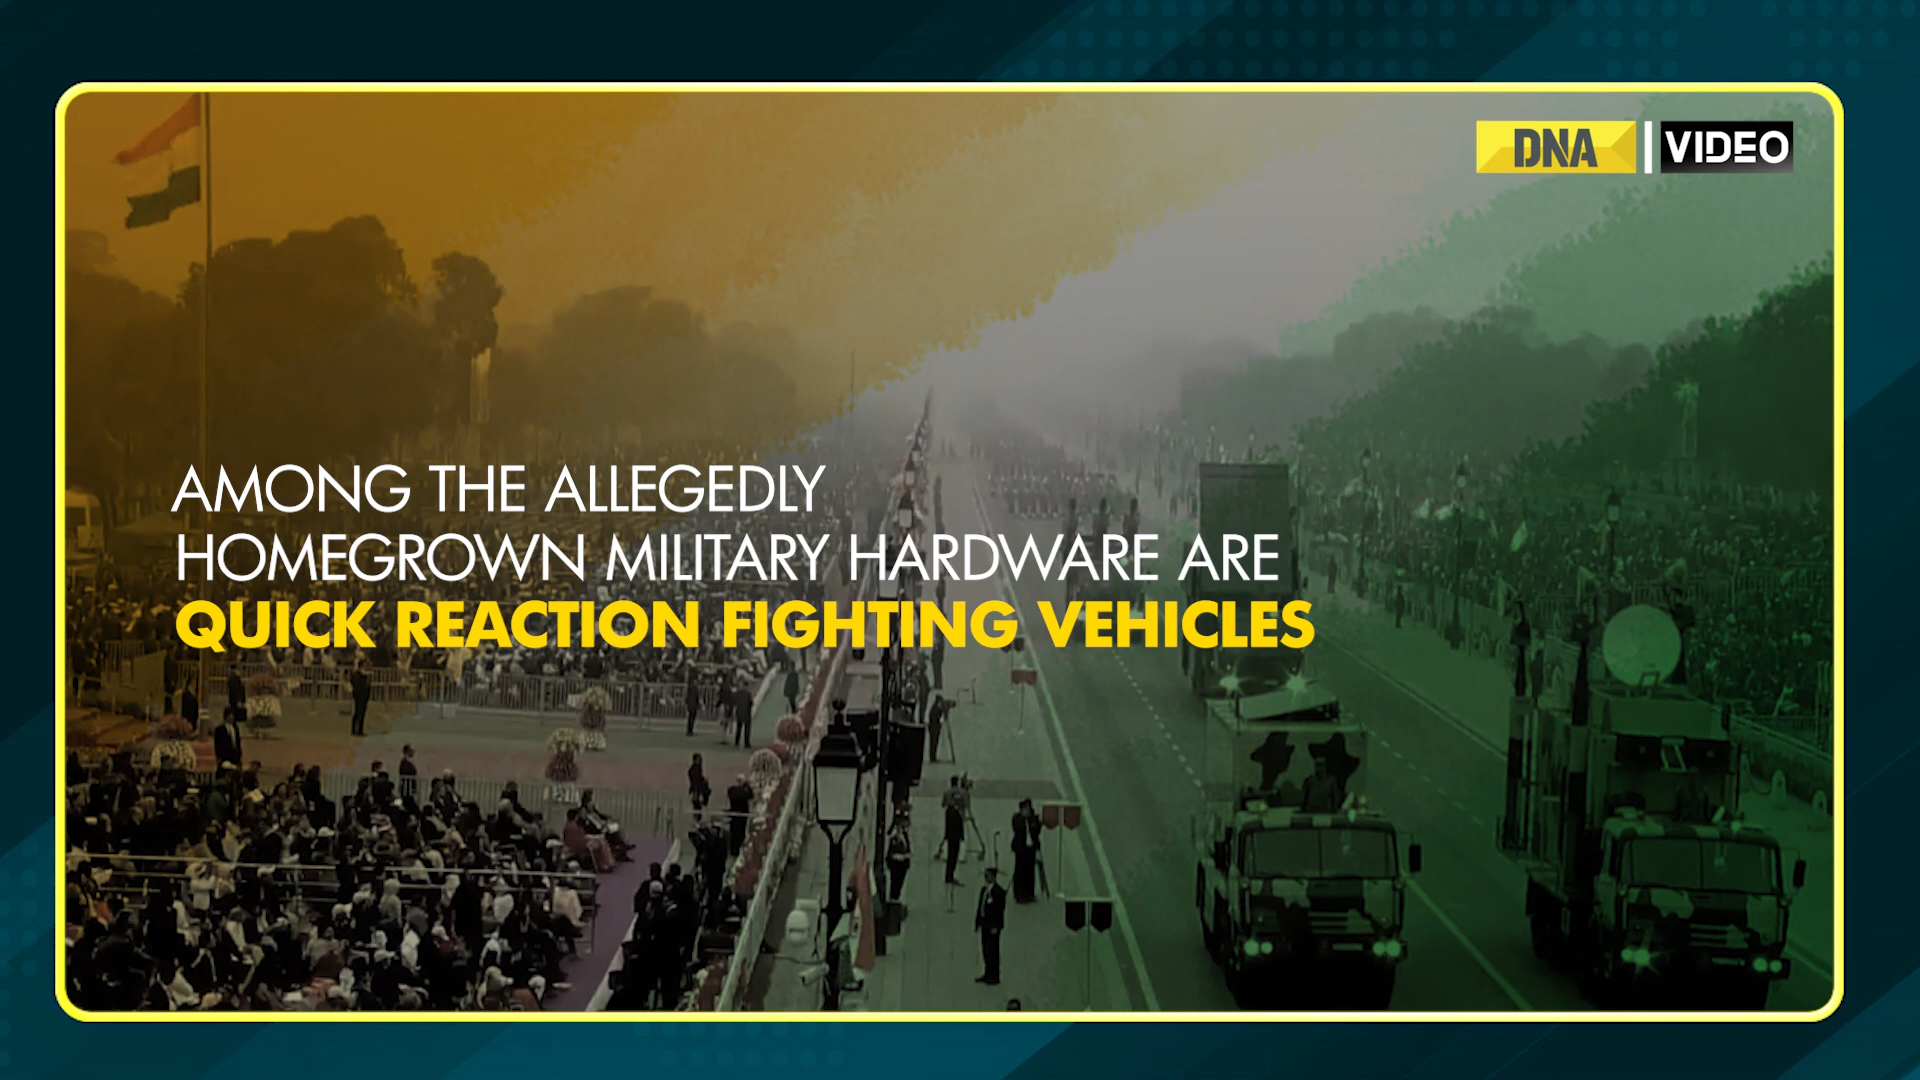 DNA | VIDEO
AMONG THE ALLEGEDLY
HOMEGROWN MILITARY HARDWARE ARE
QUICK REACTION FIGHTING VEHICLES